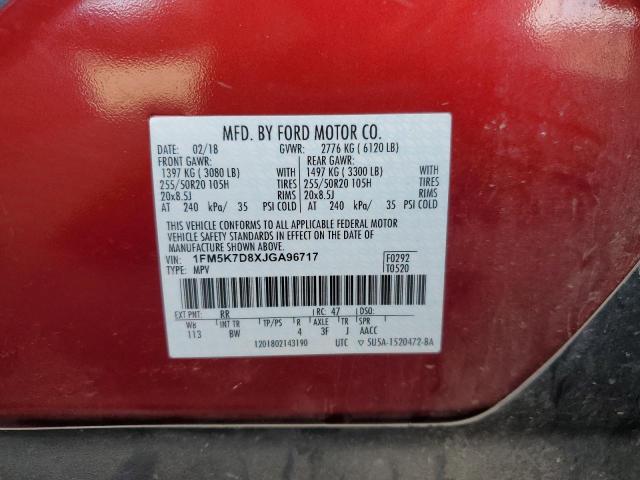 MFD. BY FORD MOTOR CO.
DATE: 02/18 GVWR: 2776 KG ( 6120 LB)
FRONT GAWR: REAR GAWR:
1397 KG ( 3080 LB) 1497 KG ( 3300 LB)
255/50R20 105H TIRES 255/50R20 105H TIRES
20x8.5J RIMS 20x8.5J RIMS
AT 240 kPa/ 35 PSI COLD AT 240 kPa/ 35 PSI COLD
THIS VEHICLE CONFORMS TO ALL APPLICABLE FEDERAL MOTOR
VEHICLE SAFETY STANDARDS IN EFFECT ON THE DATE OF MANUFACTURE
SHOWN ABOVE.
VIN: 1FM5K7D8XJGA96717 F0292
TYPE: MPV T0520
EXT PNT: RR RC: 47 DSO:
WB INT TR TP/PS R AXLE TR SPR
113 BW 4 3F J AACC
1201802143190 UTC ▽ 5U5A-1520472-BA